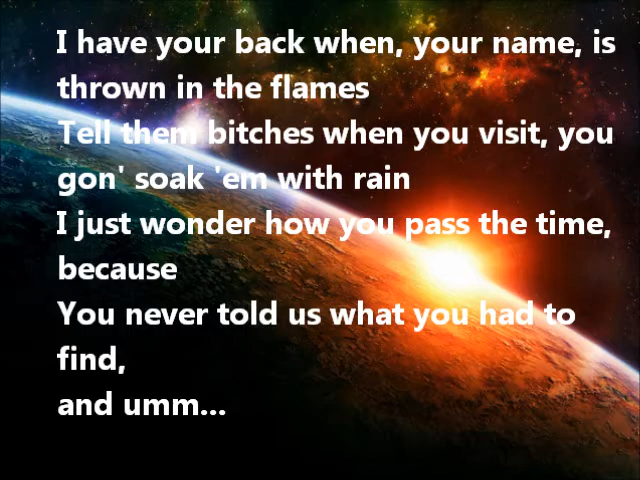 I have your back when, your name, is
thrown in the flames
Tell them bitches when you visit, you
gon' soak 'em with rain
I just wonder how you pass the time,
because
You never told us what you had to
find,
and umm...